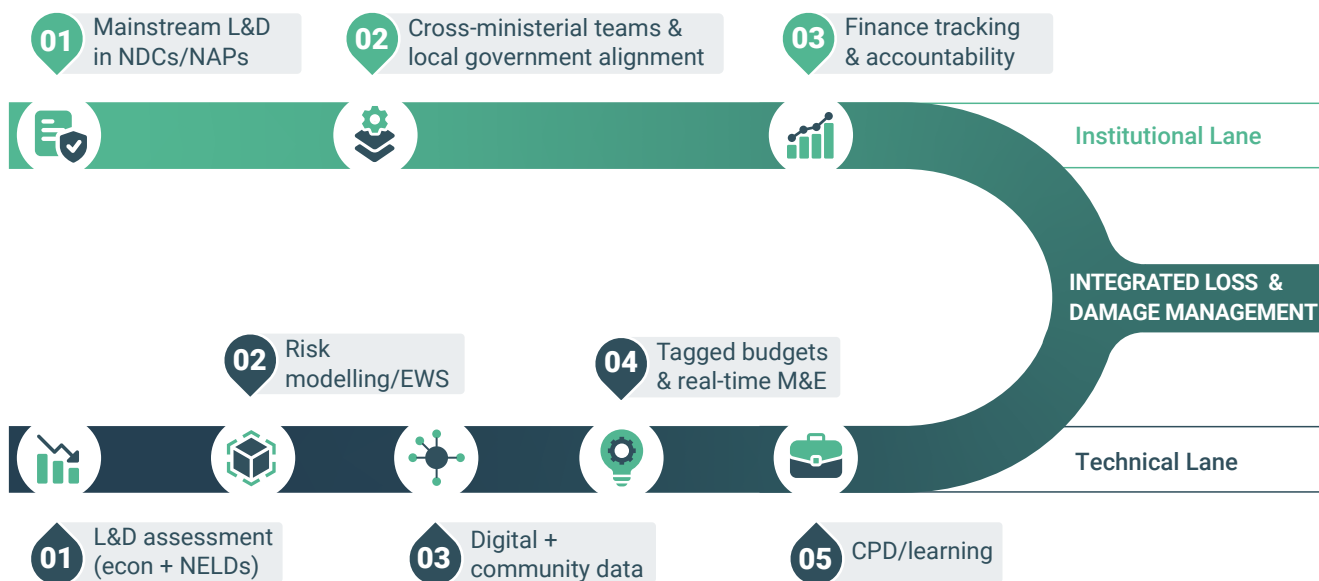 01
Mainstream L&D
in NDCs/NAPs
02
Cross-ministerial teams &
local government alignment
03
Finance tracking
& accountability
Institutional Lane
INTEGRATED LOSS &
DAMAGE MANAGEMENT
02
Risk
modelling/EWS
04
Tagged budgets
& real-time M&E
Technical Lane
01
L&D assessment
(econ + NELDs)
03
Digital +
community data
05
CPD/learning